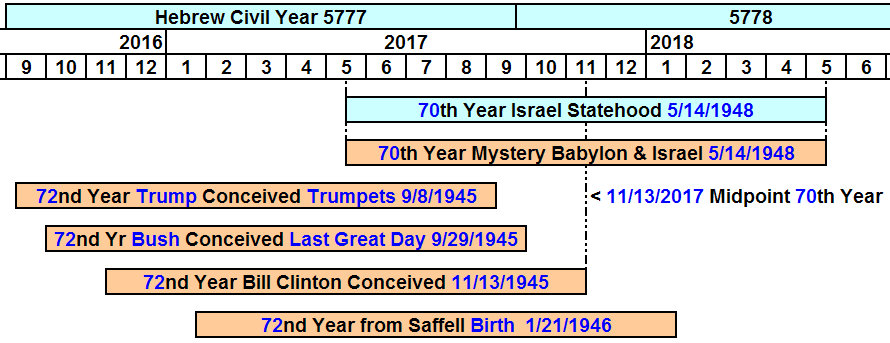 Hebrew Civil Year 5777 5778
2016 2017 2018
9 10 11 12 1 2 3 4 5 6 7 8 9 10 11 12 1 2 3 4 5 6
70th Year Israel Statehood 5/14/1948
70th Year Mystery Babylon & Israel 5/14/1948
72nd Year Trump Conceived Trumpets 9/8/1945 < 11/13/2017 Midpoint 70th Year
72nd Yr Bush Conceived Last Great Day 9/29/1945
72nd Year Bill Clinton Conceived 11/13/1945
72nd Year from Saffell Birth 1/21/1946